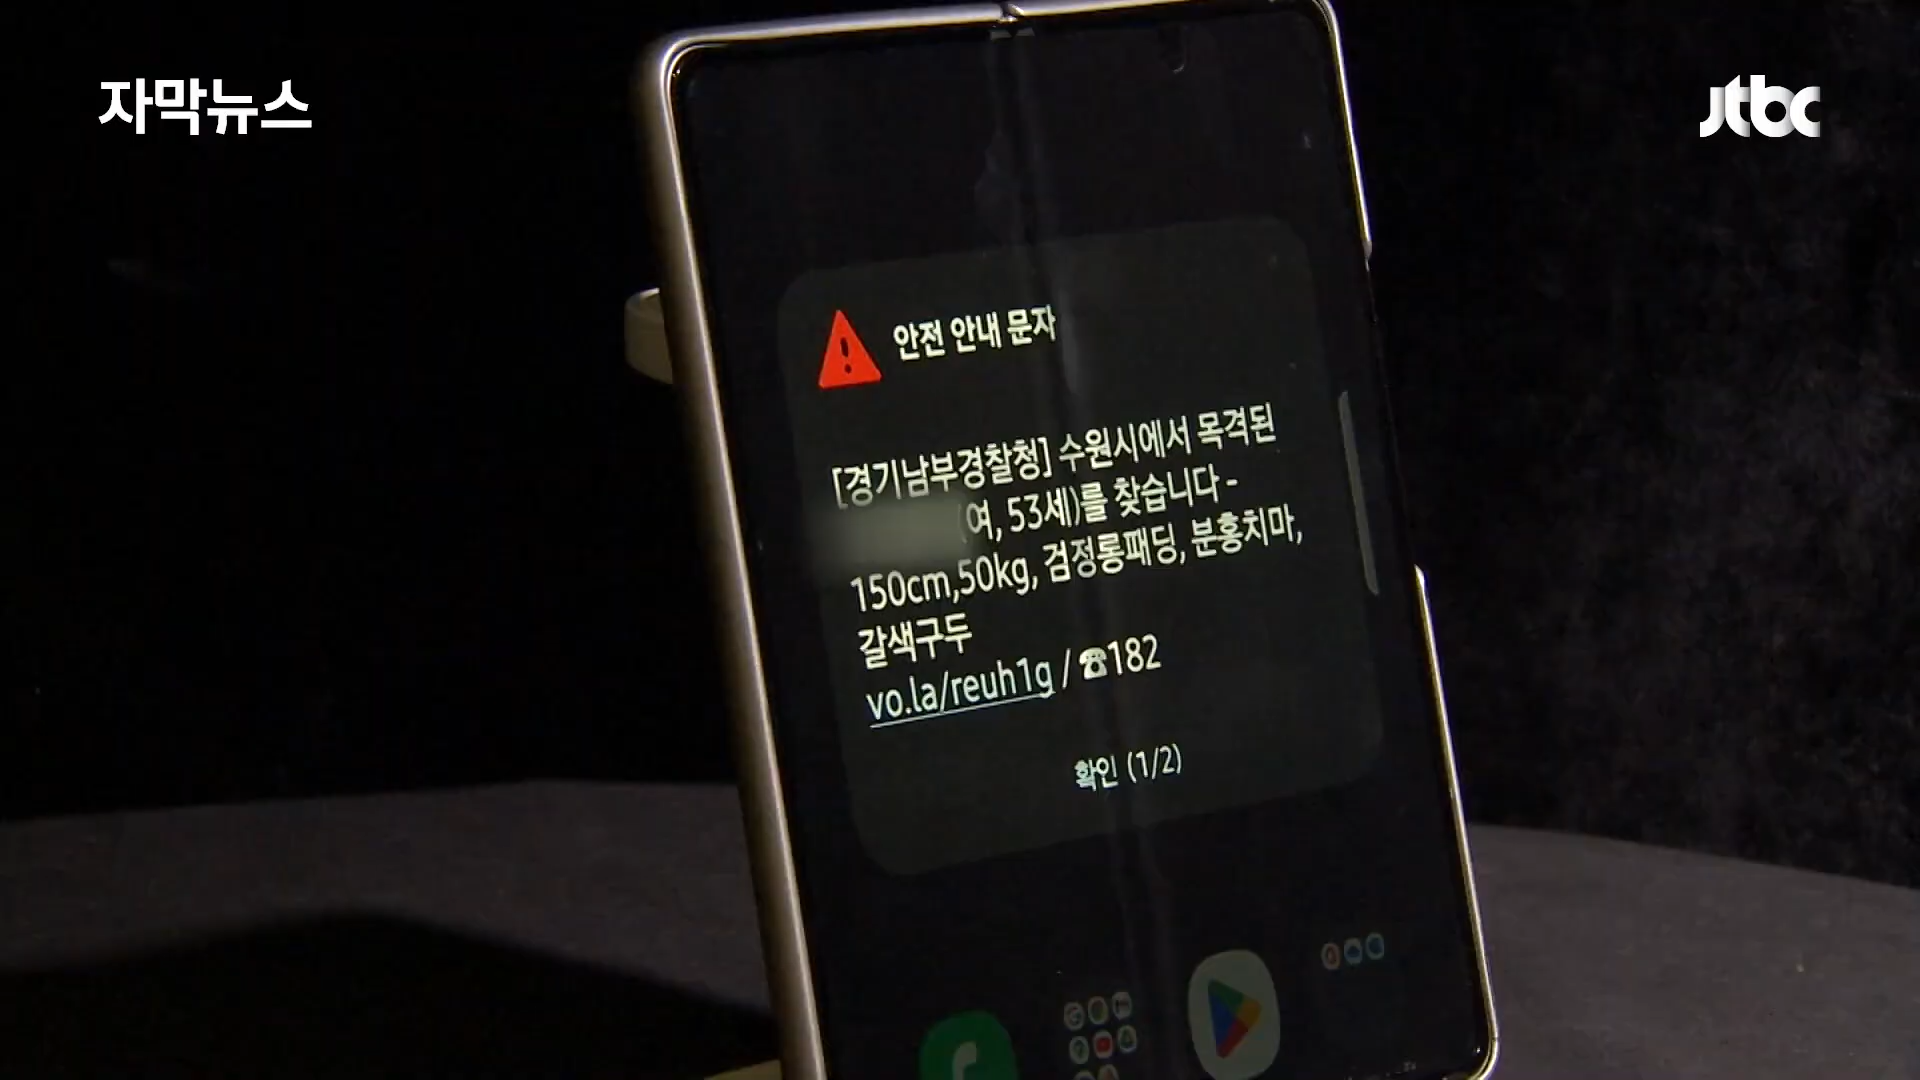 자막뉴스
jtbc
안전 안내 문자
[경기남부경찰청] 수원시에서 목격된
(여, 53세)를 찾습니다 -
150cm,50kg, 검정롱패딩, 분홍치마,
갈색구두
vo.la/reuh1g / ☎182
확인 (1/2)